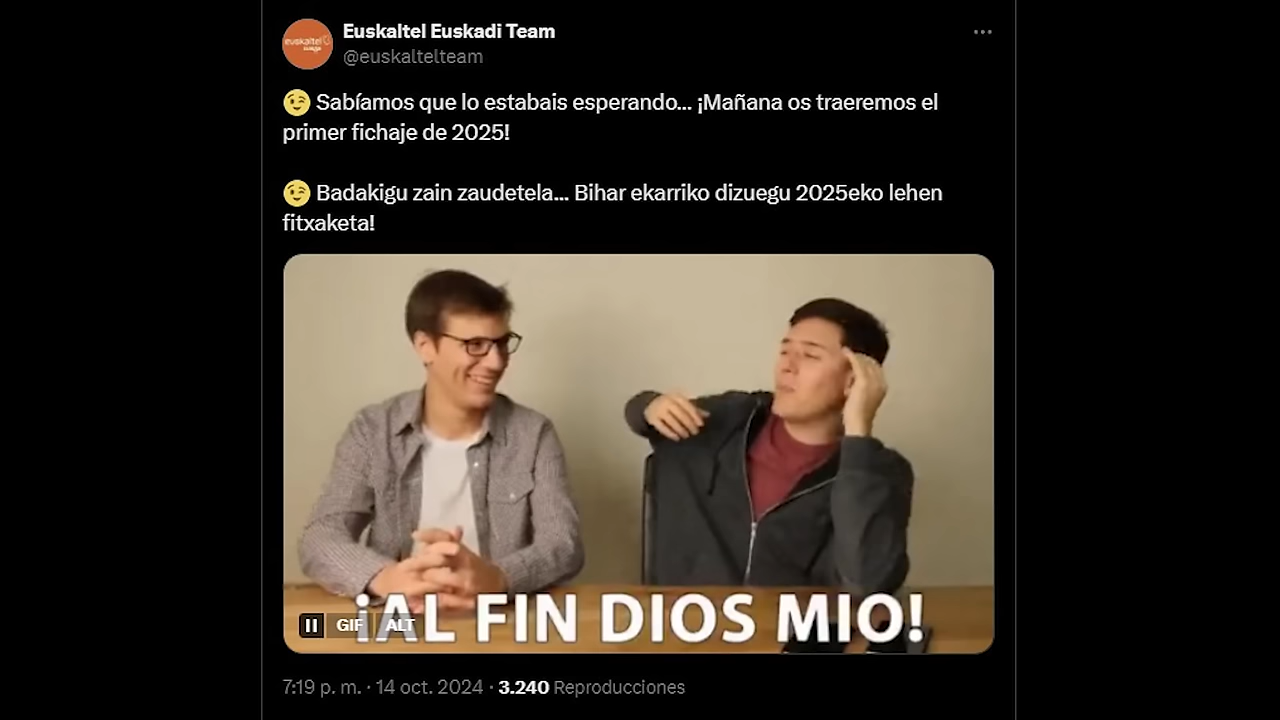 Euskaltel Euskadi Team
@euskaltelteam
😉 Sabíamos que lo estabais esperando... ¡Mañana os traeremos el
primer fichaje de 2025!
😉 Badakigu zain zaudetela... Bihar ekarriko dizuegu 2025eko lehen
fitxaketa!
¡AL FIN DIOS MIO!
GIF ALT
7:19 p. m. · 14 oct. 2024 · 3.240 Reproducciones